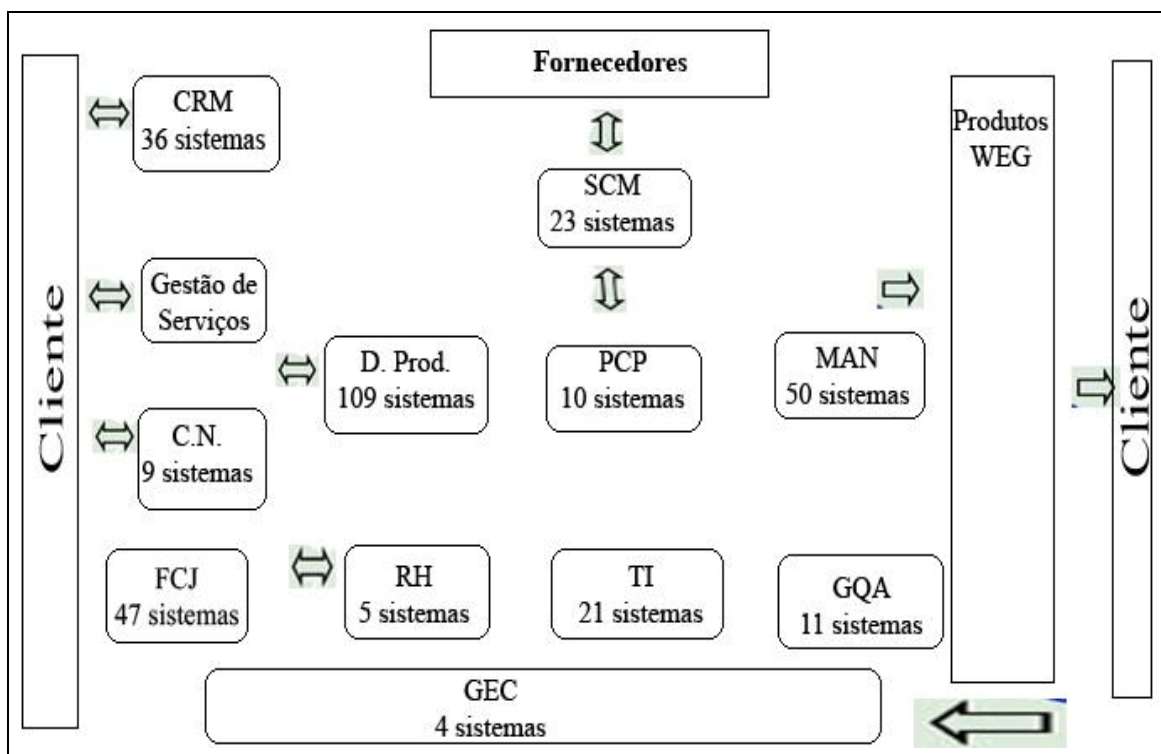 Fornecedores
CRM
36 sistemas
Produtos
WEG
SCM
23 sistemas
Gestão de
Serviços
Cliente
Cliente
D. Prod.
109 sistemas
PCP
10 sistemas
MAN
50 sistemas
C.N.
9 sistemas
FCJ
47 sistemas
RH
5 sistemas
TI
21 sistemas
GQA
11 sistemas
GEC
4 sistemas